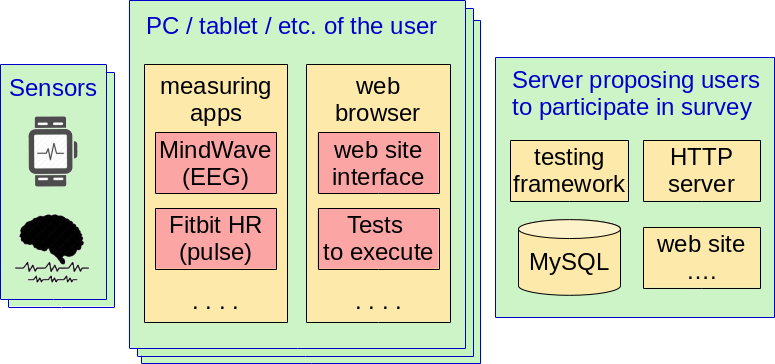 Sensors
PC / tablet / etc. of the user
measuring
apps
MindWave
(EEG)
Fitbit HR
(pulse)
. . . .
web
browser
web site
interface
Tests
to execute
. . . .
Server proposing users
to participate in survey
testing
framework
HTTP
server
MySQL
web site
....